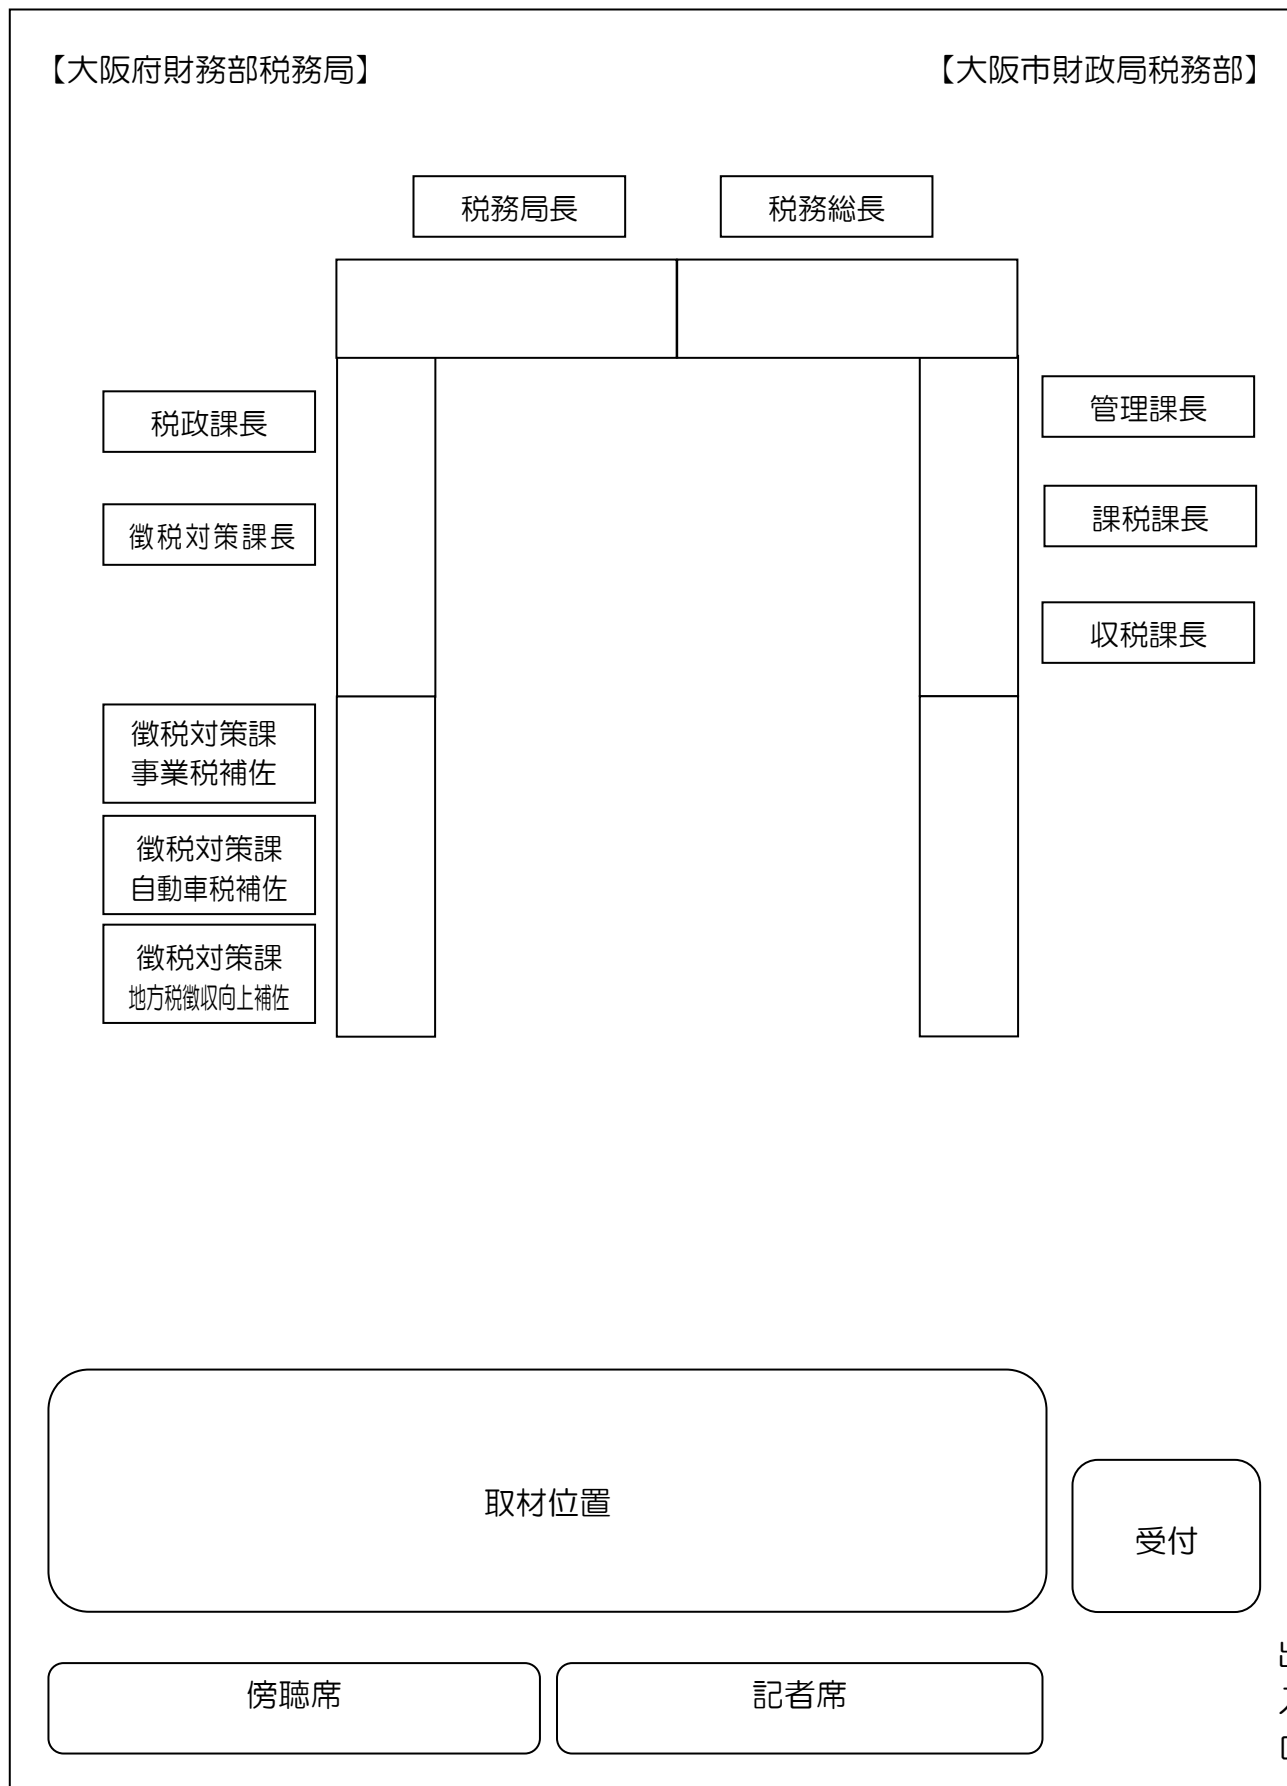 【大阪府財務部税務局】
【大阪市財政局税務部】
税務局長
税務総長
税政課長
管理課長
徴税対策課長
課税課長
収税課長
徴税対策課
事業税補佐
徴税対策課
自動車税補佐
徴税対策課
地方税徴収向上補佐
取材位置
受付
傍聴席
記者席